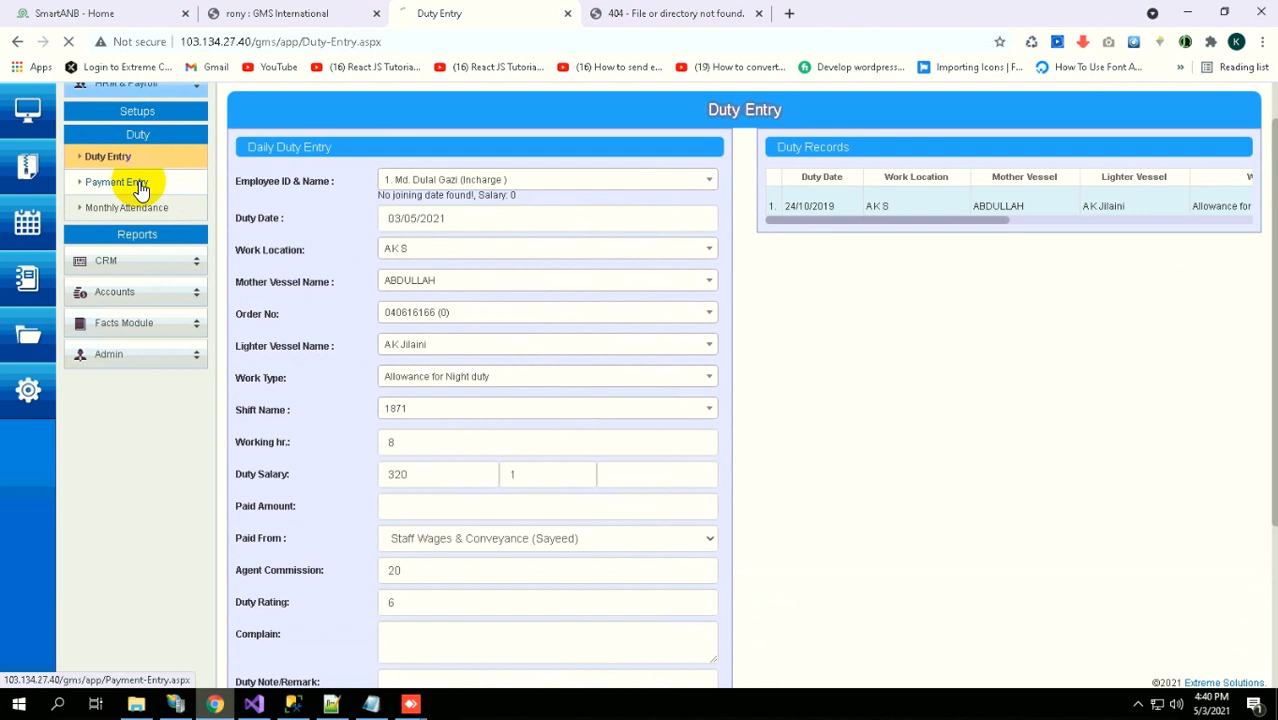 SmartANB - Home
rony : GMS International
Duty Entry
404 - File or directory not found.
Not secure 103.134.27.40/gms/app/Duty-Entry.aspx
Apps
Login to Extreme C...
Gmail
YouTube
(16) React JS Tutoria...
(16) React JS Tutoria...
(16) How to send e...
(19) How to convert...
Develop wordpress...
Importing Icons | F...
How To Use Font A...
Reading list
HRM & Payroll
Setups
Duty
Duty Entry
Payment Entry
Monthly Attendance
Reports
CRM
Accounts
Facts Module
Admin
Duty Entry
Daily Duty Entry
Employee ID & Name : 1. Md. Dulal Gazi (Incharge )
No joining date found!, Salary: 0
Duty Date : 03/05/2021
Work Location: A K S
Mother Vessel Name : ABDULLAH
Order No: 040616166 (0)
Lighter Vessel Name : A K Jilaini
Work Type: Allowance for Night duty
Shift Name : 1871
Working hr.: 8
Duty Salary: 320 1
Paid Amount:
Paid From : Staff Wages & Conveyance (Sayeed)
Agent Commission: 20
Duty Rating: 6
Complain:
Duty Note/Remark:
Duty Records
Duty Date Work Location Mother Vessel Lighter Vessel W
1. 24/10/2019 A K S ABDULLAH A K Jilaini Allowance for
©2021 Extreme Solutions.
103.134.27.40/gms/app/Payment-Entry.aspx
4:40 PM
5/3/2021